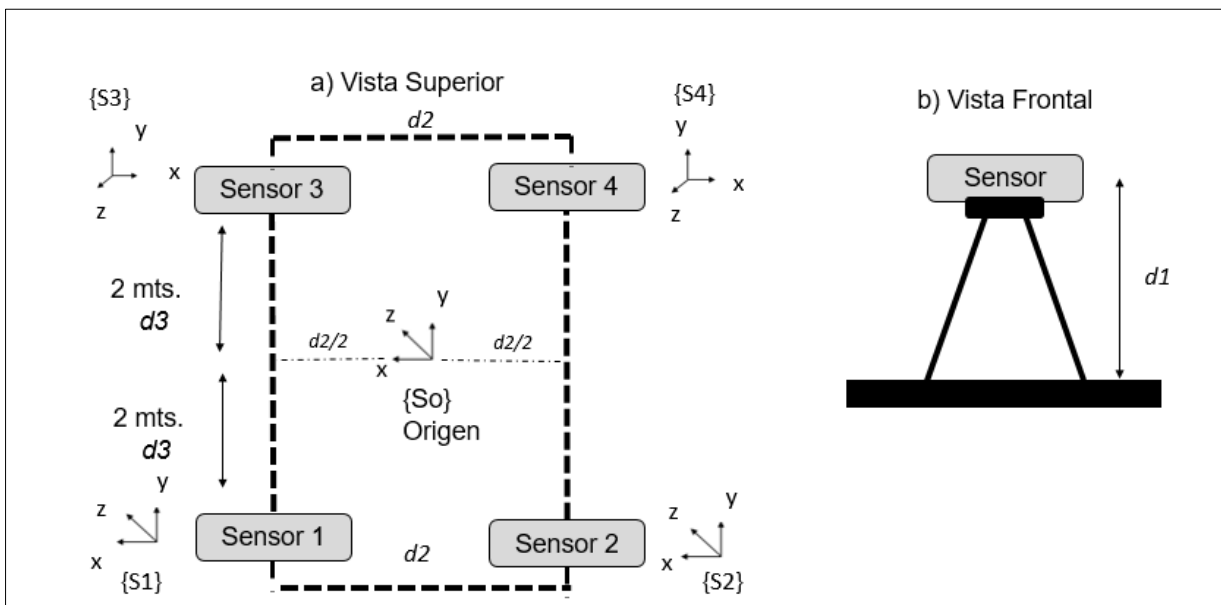 a) Vista Superior
{S3}
y
x
z
d2
{S4}
y
x
z
Sensor 3
Sensor 4
2 mts.
d3
d2/2
z
y
x
d2/2
{So}
Origen
2 mts.
d3
y
z
x
{S1}
Sensor 1
d2
Sensor 2
y
z
x
{S2}
b) Vista Frontal
Sensor
d1